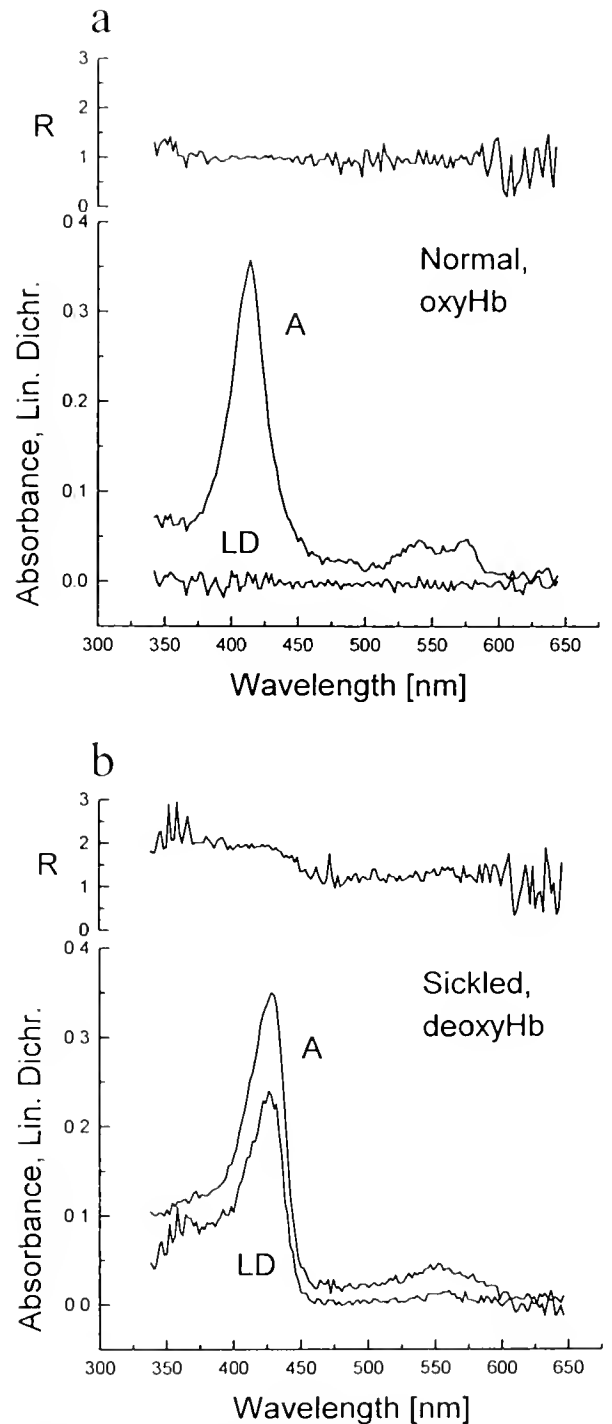 a
3
2
R
1
0
0 4
Normal,
oxyHb
0.3
A
0.2
0.1
LD
0.0
Absorbance, Lin. Dichr.
300 350 400 450 500 550 600 650
Wavelength [nm]
b
3
2
R
1
0
0 4
Sickled,
deoxyHb
0 3
A
0 2
0 1
LD
0 0
Absorbance, Lin. Dichr.
300 350 400 450 500 550 600 650
Wavelength [nm]